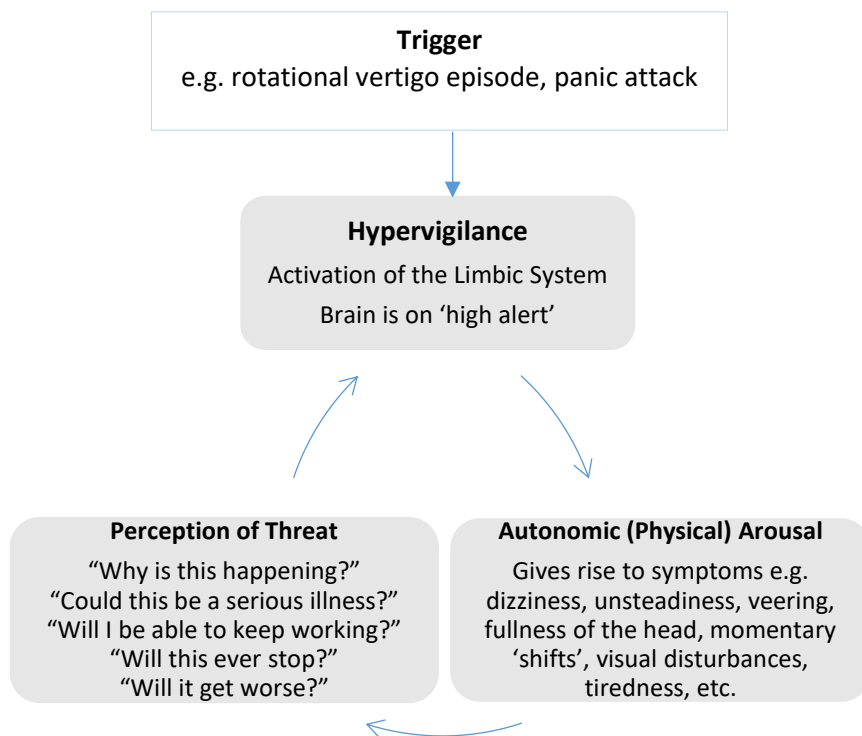 Trigger
e.g. rotational vertigo episode, panic attack
Hypervigilance
Activation of the Limbic System
Brain is on ‘high alert’
Perception of Threat
“Why is this happening?”
“Could this be a serious illness?”
“Will I be able to keep working?”
“Will this ever stop?”
“Will it get worse?”
Autonomic (Physical) Arousal
Gives rise to symptoms e.g.
dizziness, unsteadiness, veering,
fullness of the head, momentary
‘shifts’, visual disturbances,
tiredness, etc.